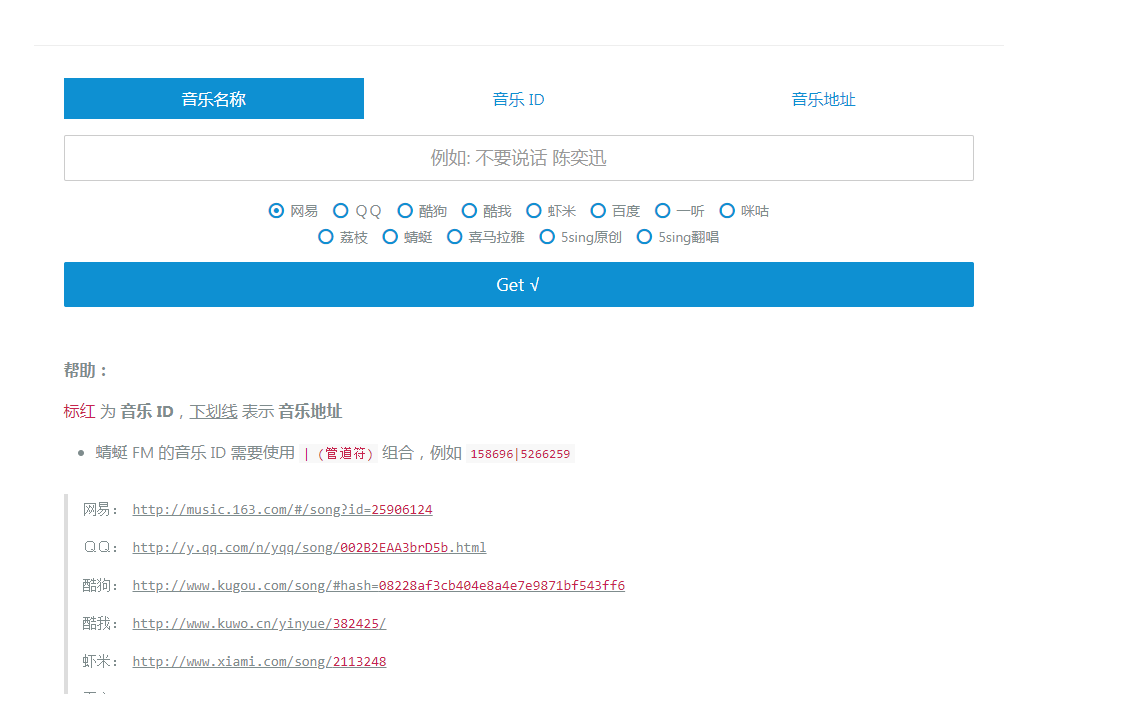 音乐名称 音乐 ID 音乐地址
例如: 不要说话 陈奕迅
网易 ＱＱ 酷狗 酷我 虾米 百度 一听 咪咕
荔枝 蜻蜓 喜马拉雅 5sing原创 5sing翻唱
Get √
帮助：
标红 为 音乐 ID，下划线 表示 音乐地址
蜻蜓 FM 的音乐 ID 需要使用 | (管道符) 组合，例如 158696|5266259
网易： http://music.163.com/#/song?id=25906124
ＱＱ： http://y.qq.com/n/yqq/song/002B2EAA3brD5b.html
酷狗： http://www.kugou.com/song/#hash=08228af3cb404e8a4e7e9871bf543ff6
酷我： http://www.kuwo.cn/yinyue/382425/
虾米： http://www.xiami.com/song/2113248